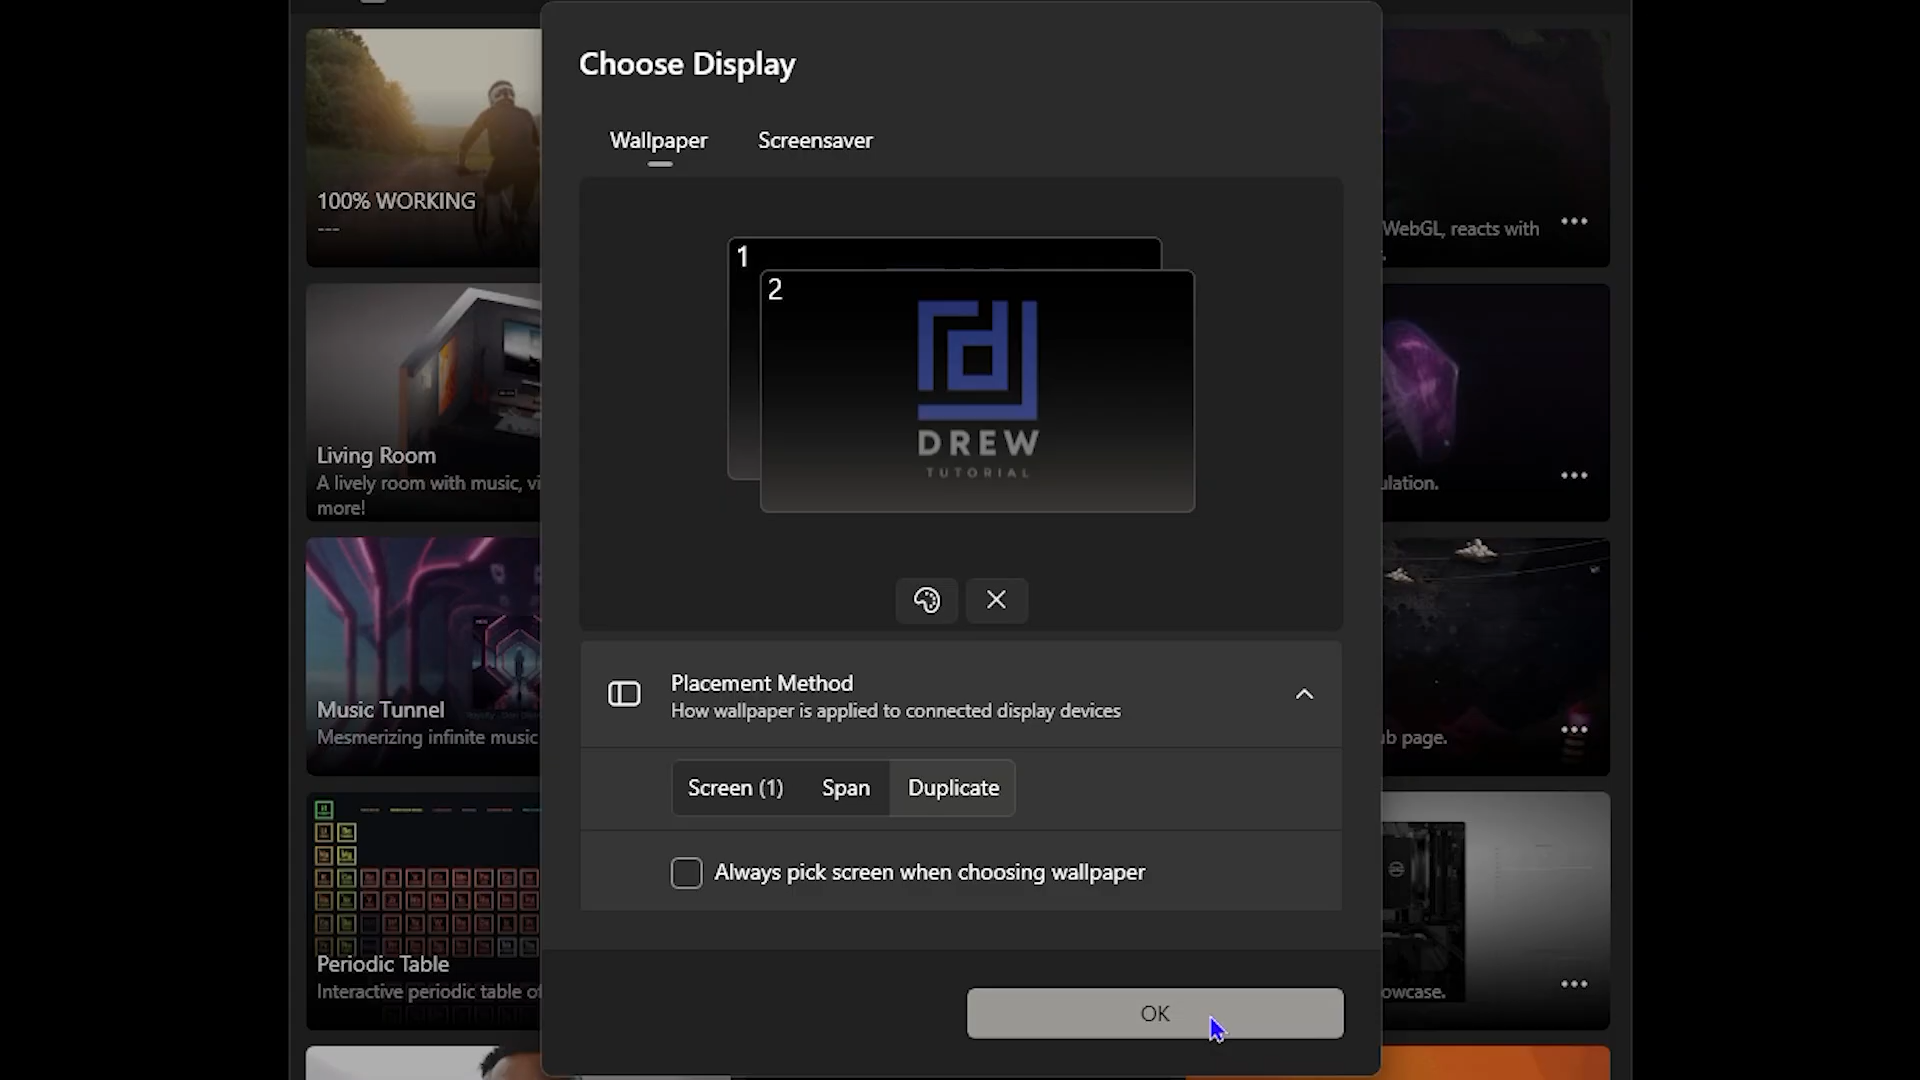 Choose Display
Wallpaper
Screensaver
1
2
DREW
TUTORIAL
Placement Method
How wallpaper is applied to connected display devices
Screen (1)
Span
Duplicate
Always pick screen when choosing wallpaper
OK
100% WORKING
---
Living Room
A lively room with music, vi
more!
Music Tunnel
Mesmerizing infinite music
Periodic Table
Interactive periodic table of
WebGL, reacts with
ulation.
b page.
owcase.